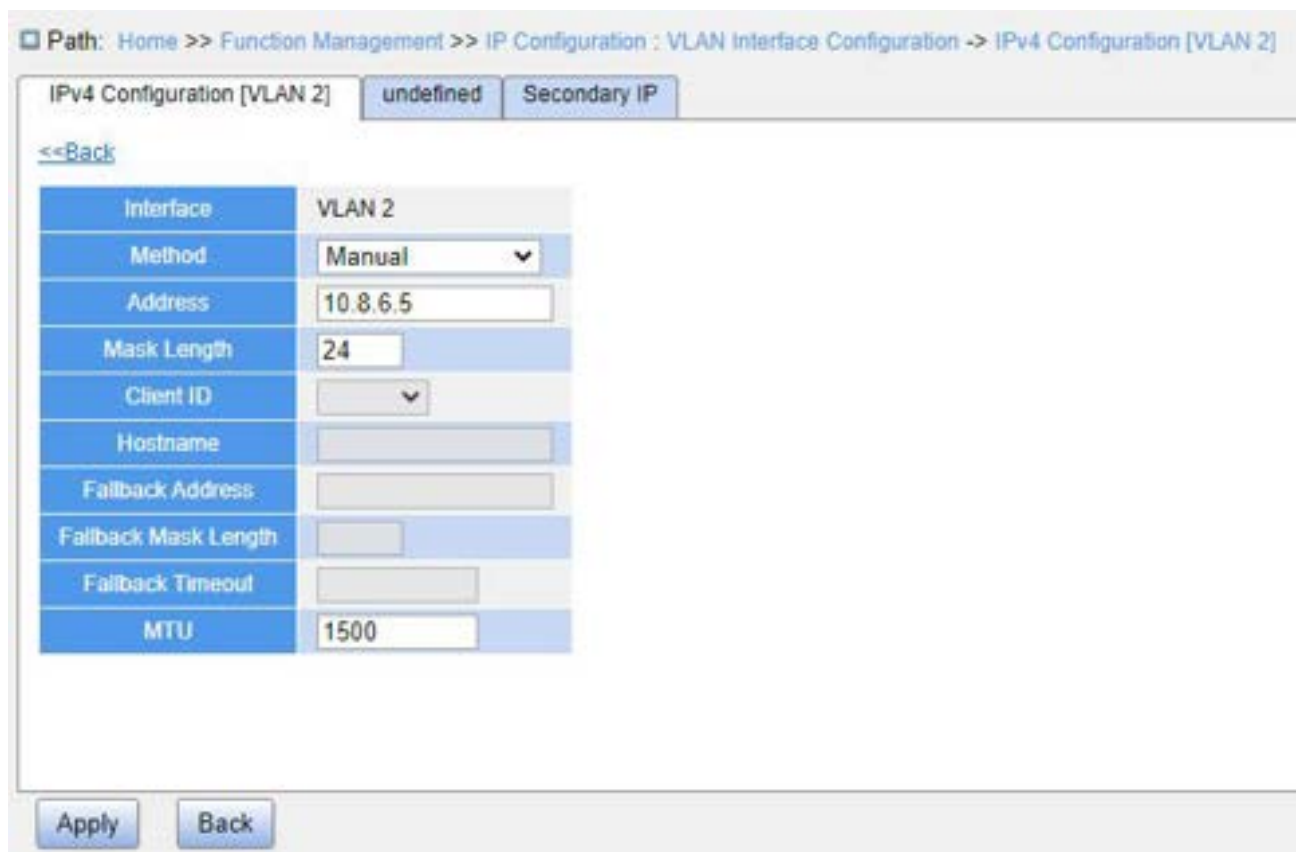 Path: Home >> Function Management >> IP Configuration : VLAN Interface Configuration -> IPv4 Configuration [VLAN 2]
IPv4 Configuration [VLAN 2] undefined Secondary IP
<<Back
Interface VLAN 2
Method Manual
Address 10.8.6.5
Mask Length 24
Client ID
Hostname
Fallback Address
Fallback Mask Length
Fallback Timeout
MTU 1500
Apply Back